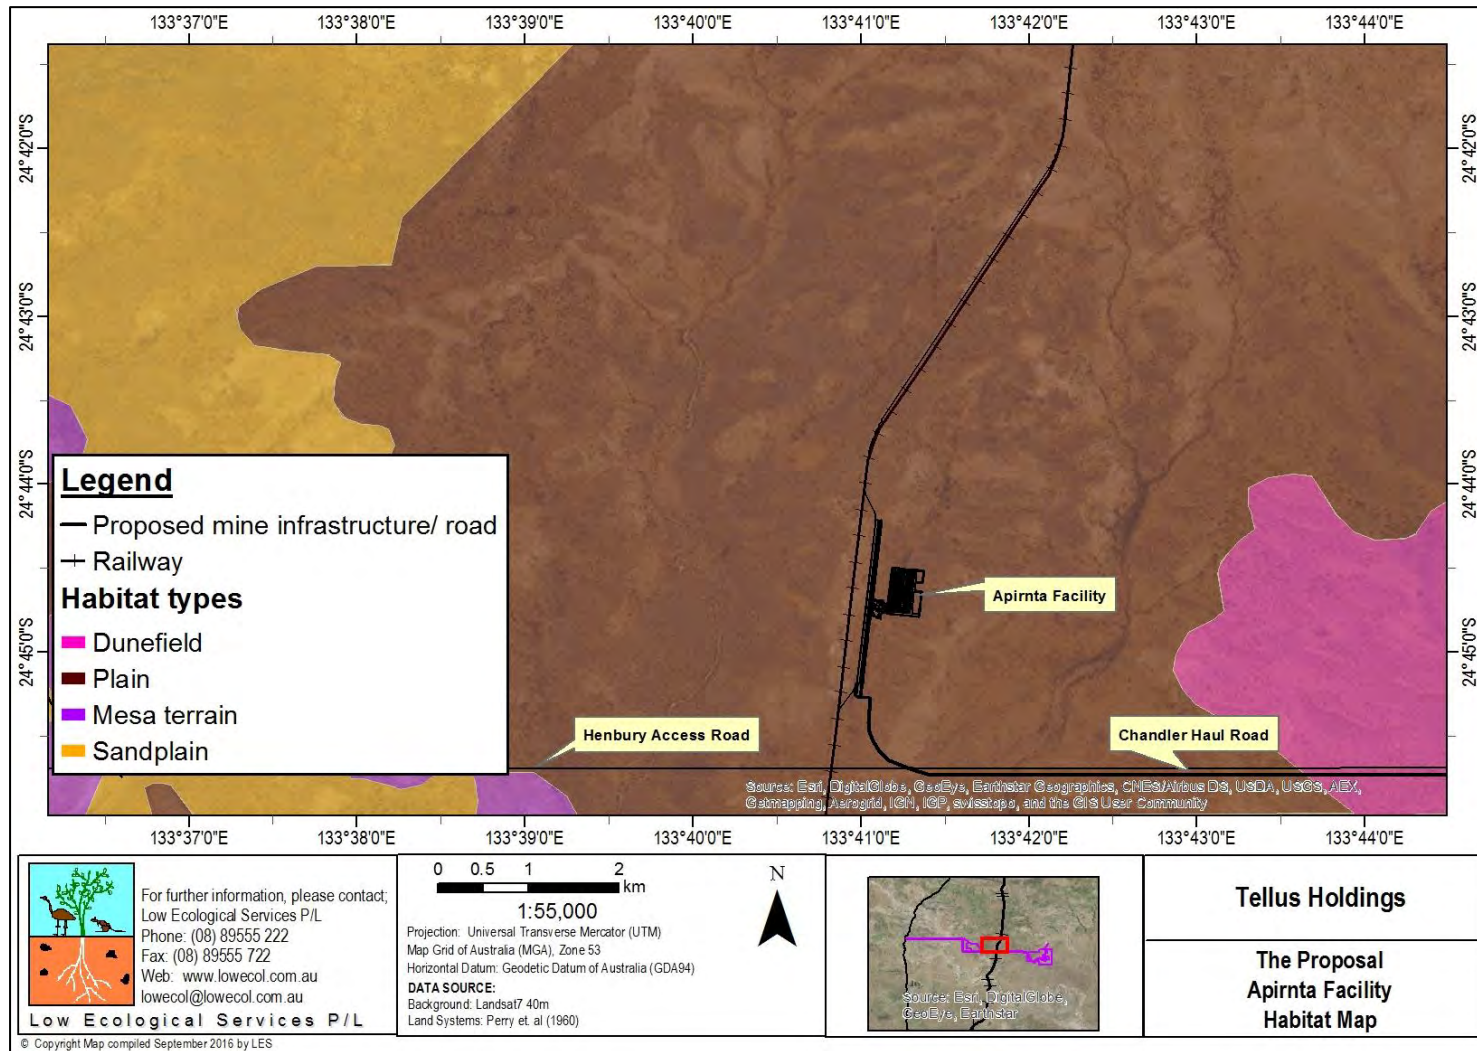 133°37'0"E 133°38'0"E 133°39'0"E 133°40'0"E 133°41'0"E 133°42'0"E 133°43'0"E 133°44'0"E
24°42'0"S 24°42'0"S
24°43'0"S 24°43'0"S
24°44'0"S 24°44'0"S
24°45'0"S 24°45'0"S
Legend
Proposed mine infrastructure/ road
Railway
Habitat types
Dunefield
Plain
Mesa terrain
Sandplain
Apirnta Facility
Henbury Access Road
Chandler Haul Road
Source: Esri, DigitalGlobe, GeoEye, Earthstar Geographics, CNES/Airbus DS, USDA, USGS, AEX,
Getmapping, Aerogrid, IGN, IGP, swisstopo, and the GIS User Community
133°37'0"E 133°38'0"E 133°39'0"E 133°40'0"E 133°41'0"E 133°42'0"E 133°43'0"E 133°44'0"E
For further information, please contact;
Low Ecological Services P/L
Phone: (08) 89555 222
Fax: (08) 89555 722
Web: www.lowecol.com.au
lowecol@lowecol.com.au
Low Ecological Services P/L
© Copyright Map compiled September 2016 by LES
0 0.5 1 2
km
1:55,000
Projection: Universal Transverse Mercator (UTM)
Map Grid of Australia (MGA), Zone 53
Horizontal Datum: Geodetic Datum of Australia (GDA94)
DATA SOURCE:
Background: Landsat7 40m
Land Systems: Perry et. al (1960)
N
Source: Esri, DigitalGlobe,
GeoEye, Earthstar
Tellus Holdings
The Proposal
Apirnta Facility
Habitat Map